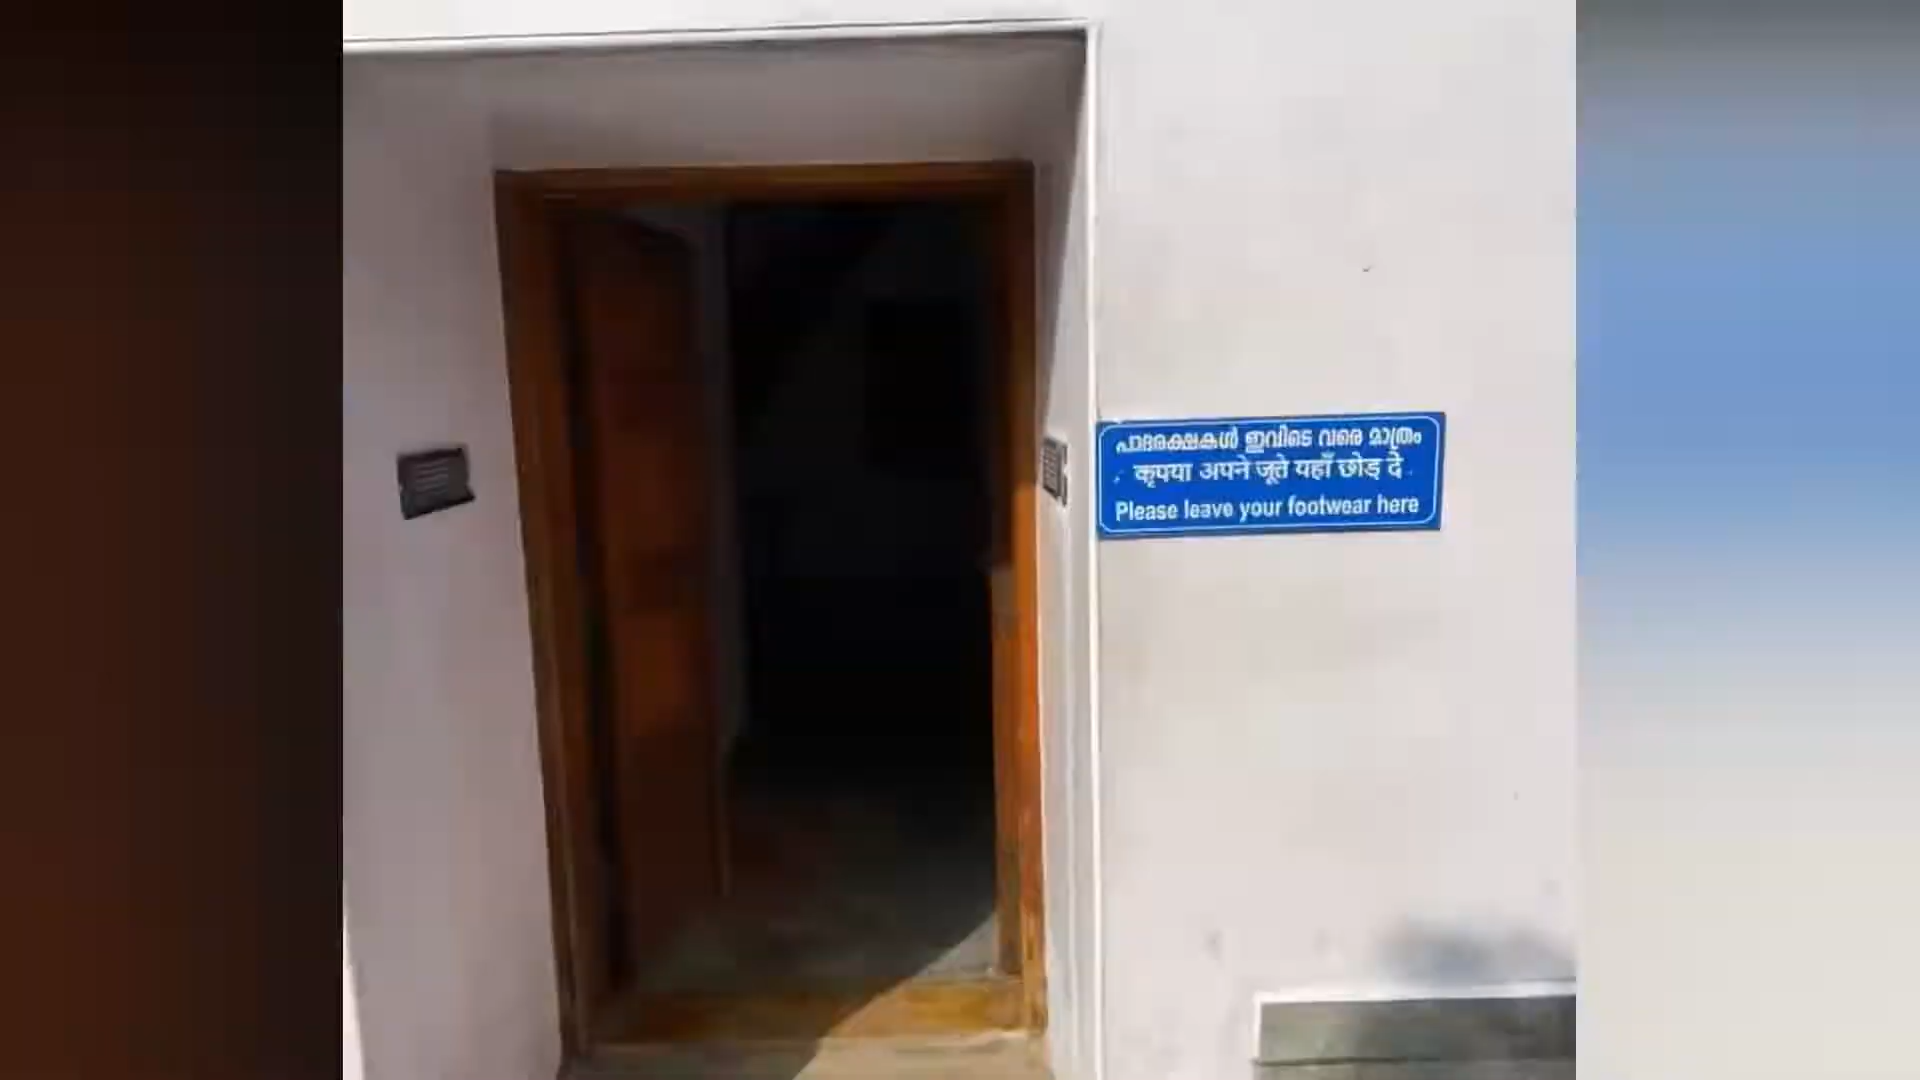 പാദരക്ഷകൾ ഇവിടെ വരെ മാത്രം
कृपया अपने जूते यहाँ छोड़ दे
Please leave your footwear here